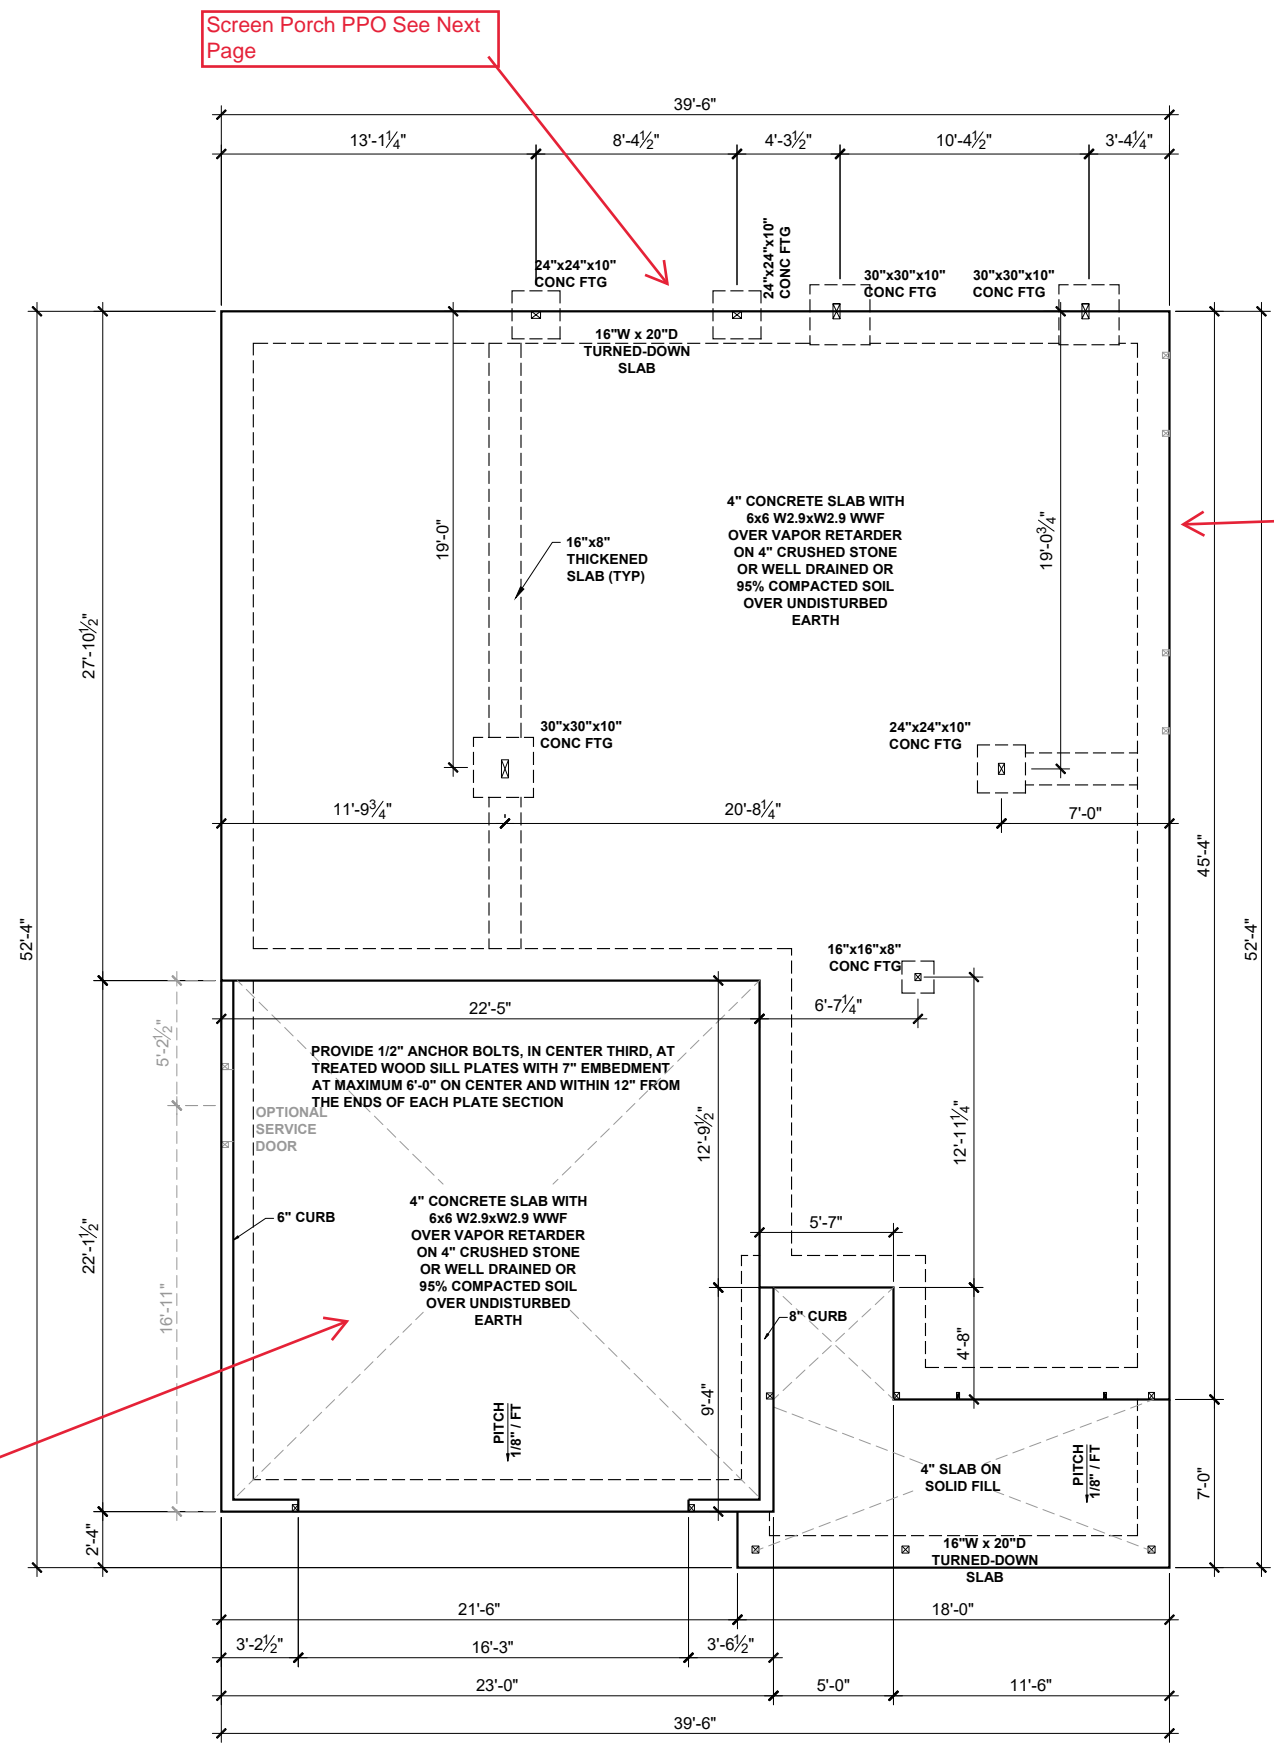 Screen Porch PPO See Next
Page
39'-6"
13'-1¼"
8'-4½"
4'-3½"
10'-4½"
3'-4¼"
24"x24"x10"
CONC FTG
24"x24"x10"
CONC FTG
30"x30"x10"
CONC FTG
30"x30"x10"
CONC FTG
16"W x 20"D
TURNED-DOWN
SLAB
4" CONCRETE SLAB WITH
6x6 W2.9xW2.9 WWF
OVER VAPOR RETARDER
ON 4" CRUSHED STONE
OR WELL DRAINED OR
95% COMPACTED SOIL
OVER UNDISTURBED
EARTH
19'-0"
16"x8"
THICKENED
SLAB (TYP)
19'-0¾"
27'-10½"
30"x30"x10"
CONC FTG
24"x24"x10"
CONC FTG
11'-9¾"
20'-8¼"
7'-0"
45'-4"
52'-4"
52'-4"
16"x16"x8"
CONC FTG
22'-5"
6'-7¼"
5'-2½"
PROVIDE 1/2" ANCHOR BOLTS, IN CENTER THIRD, AT
TREATED WOOD SILL PLATES WITH 7" EMBEDMENT
AT MAXIMUM 6'-0" ON CENTER AND WITHIN 12" FROM
THE ENDS OF EACH PLATE SECTION
OPTIONAL
SERVICE
DOOR
12'-9½"
12'-11¼"
6" CURB
4" CONCRETE SLAB WITH
6x6 W2.9xW2.9 WWF
OVER VAPOR RETARDER
ON 4" CRUSHED STONE
OR WELL DRAINED OR
95% COMPACTED SOIL
OVER UNDISTURBED
EARTH
5'-7"
22'-1½"
16'-11"
8" CURB
4'-8"
9'-4"
PITCH
1/8" / FT
4" SLAB ON
SOLID FILL
PITCH
1/8" / FT
7'-0"
2'-4"
16"W x 20"D
TURNED-DOWN
SLAB
21'-6"
18'-0"
3'-2½"
16'-3"
3'-6½"
23'-0"
5'-0"
11'-6"
39'-6"